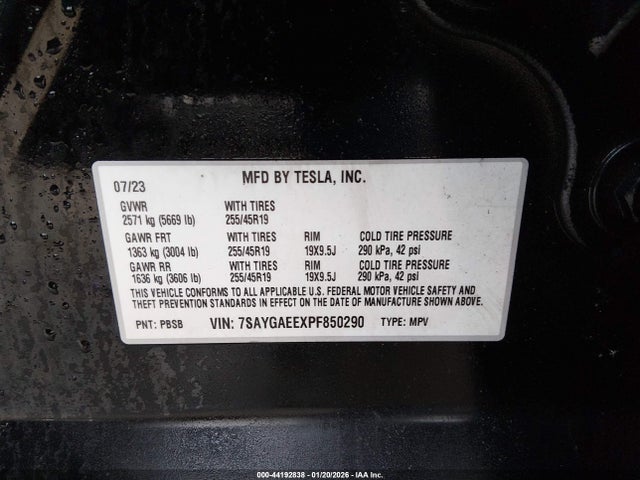 MFD BY TESLA, INC.
07/23
GVWR WITH TIRES
2571 kg (5669 lb) 255/45R19
GAWR FRT WITH TIRES RIM COLD TIRE PRESSURE
1363 kg (3004 lb) 255/45R19 19X9.5J 290 kPa, 42 psi
GAWR RR WITH TIRES RIM COLD TIRE PRESSURE
1636 kg (3606 lb) 255/45R19 19X9.5J 290 kPa, 42 psi
THIS VEHICLE CONFORMS TO ALL APPLICABLE U.S. FEDERAL MOTOR VEHICLE SAFETY AND
THEFT PREVENTION STANDARDS IN EFFECT ON THE DATE OF MANUFACTURE SHOWN ABOVE.
PNT: PBSB VIN: 7SAYGAEEXPF850290 TYPE: MPV
000-44192838 - 01/20/2026 - IAA Inc.